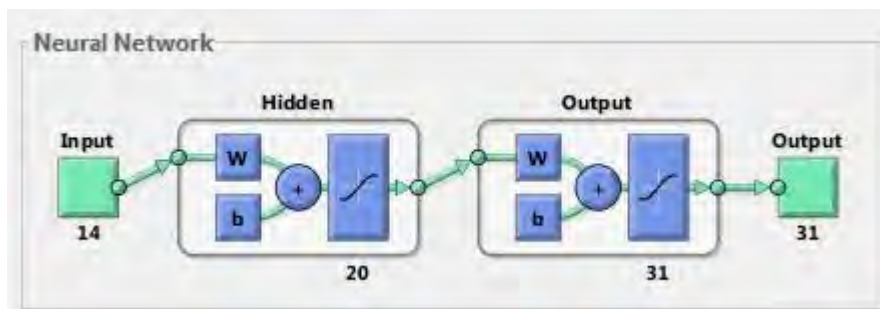 Neural Network
Hidden
Output
Input
Output
W
W
+
+
b
b
14
31
20
31